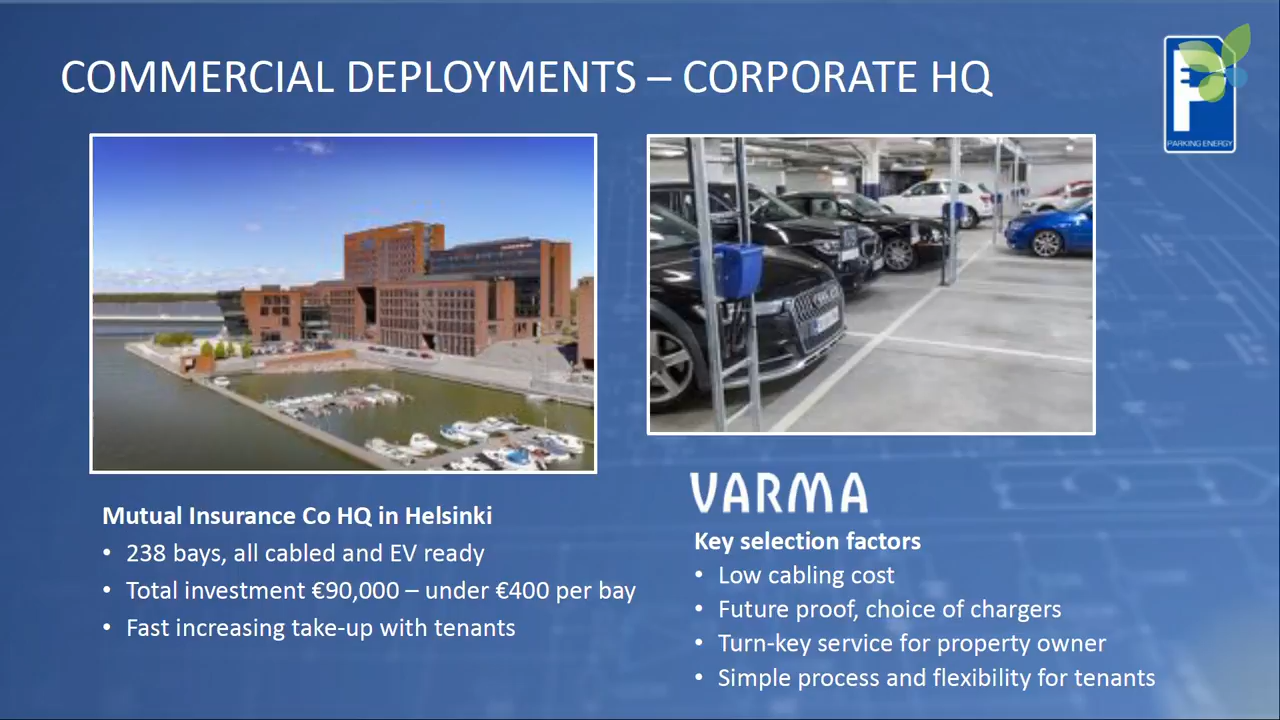 COMMERCIAL DEPLOYMENTS – CORPORATE HQ
PARKING ENERGY
Mutual Insurance Co HQ in Helsinki
• 238 bays, all cabled and EV ready
• Total investment €90,000 – under €400 per bay
• Fast increasing take-up with tenants
VARMA
Key selection factors
• Low cabling cost
• Future proof, choice of chargers
• Turn-key service for property owner
• Simple process and flexibility for tenants